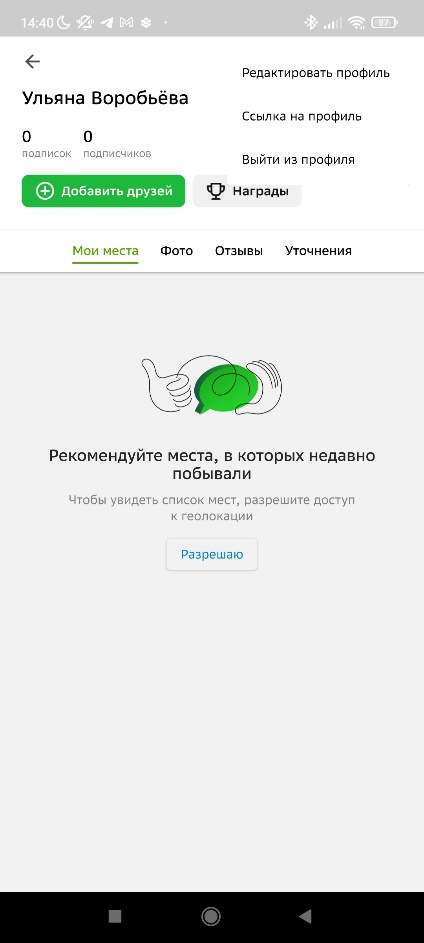 14:40
87
Редактировать профиль
Ульяна Воробьёва
Ссылка на профиль
0 0
подписок подписчиков
Выйти из профиля
Добавить друзей Награды
Мои места Фото Отзывы Уточнения
Рекомендуйте места, в которых недавно
побывали
Чтобы увидеть список мест, разрешите доступ
к геолокации
Разрешаю